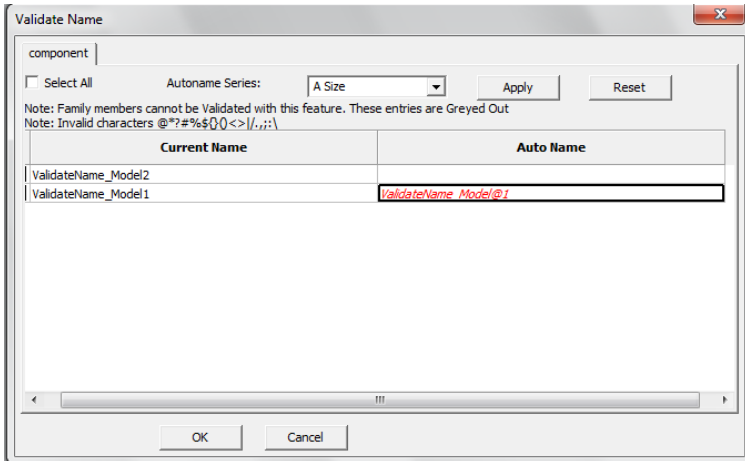 Validate Name
x
component
Select All Autoname Series: A Size Apply Reset
Note: Family members cannot be Validated with this feature. These entries are Greyed Out
Note: Invalid characters @*?#%${}()<>|/.,;:\
Current Name Auto Name
ValidateName_Model2
ValidateName_Model1 ValidateName_Model@1
OK Cancel